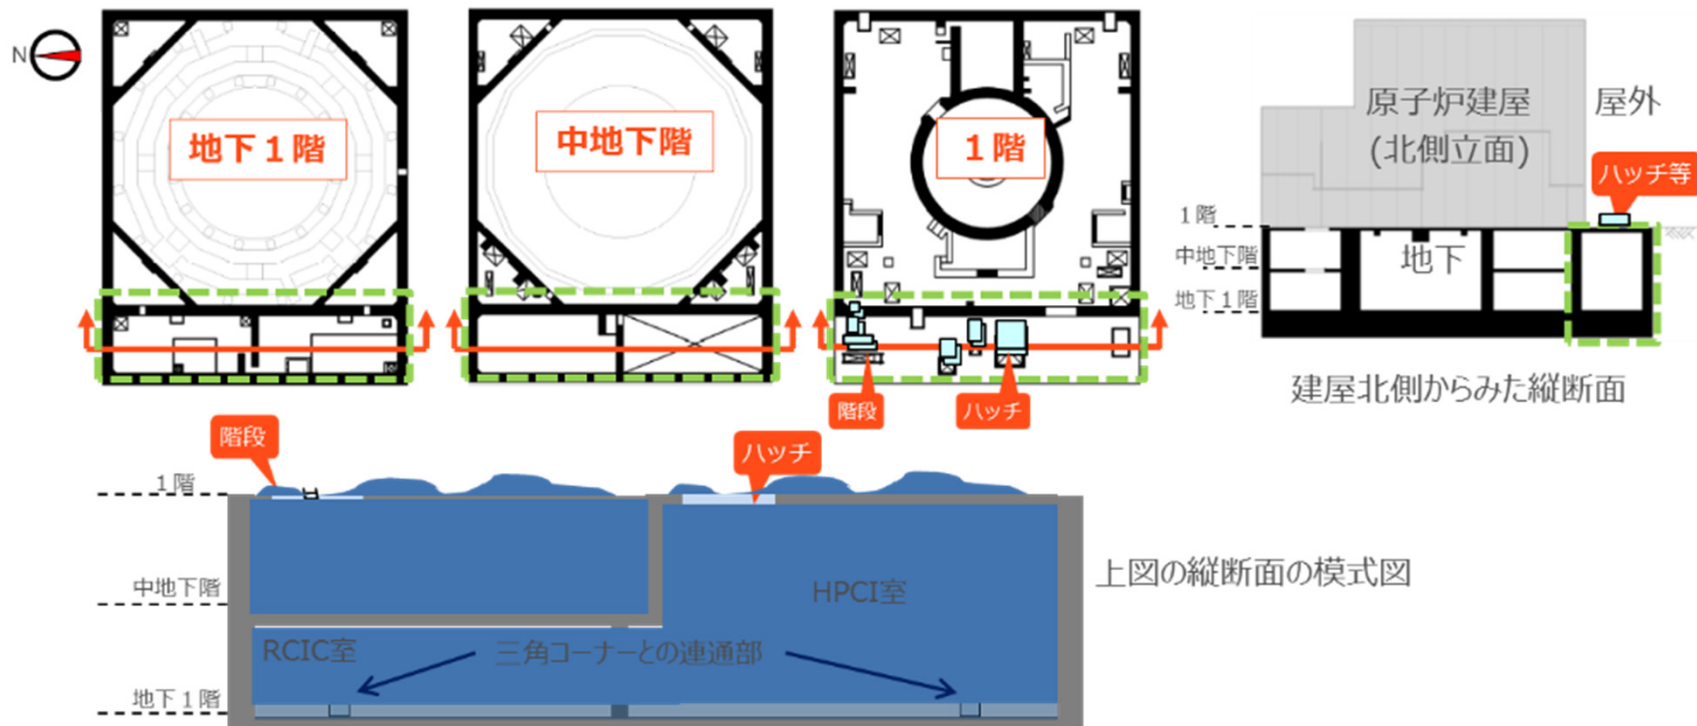 N
地下１階
中地下階
１階
階段
ハッチ
原子炉建屋
(北側立面)
屋外
ハッチ等
1階
中地下階
地下1階
地下
建屋北側からみた縦断面
階段
ハッチ
1階
中地下階
地下1階
HPCI室
RCIC室
三角コーナーとの連通部
上図の縦断面の模式図